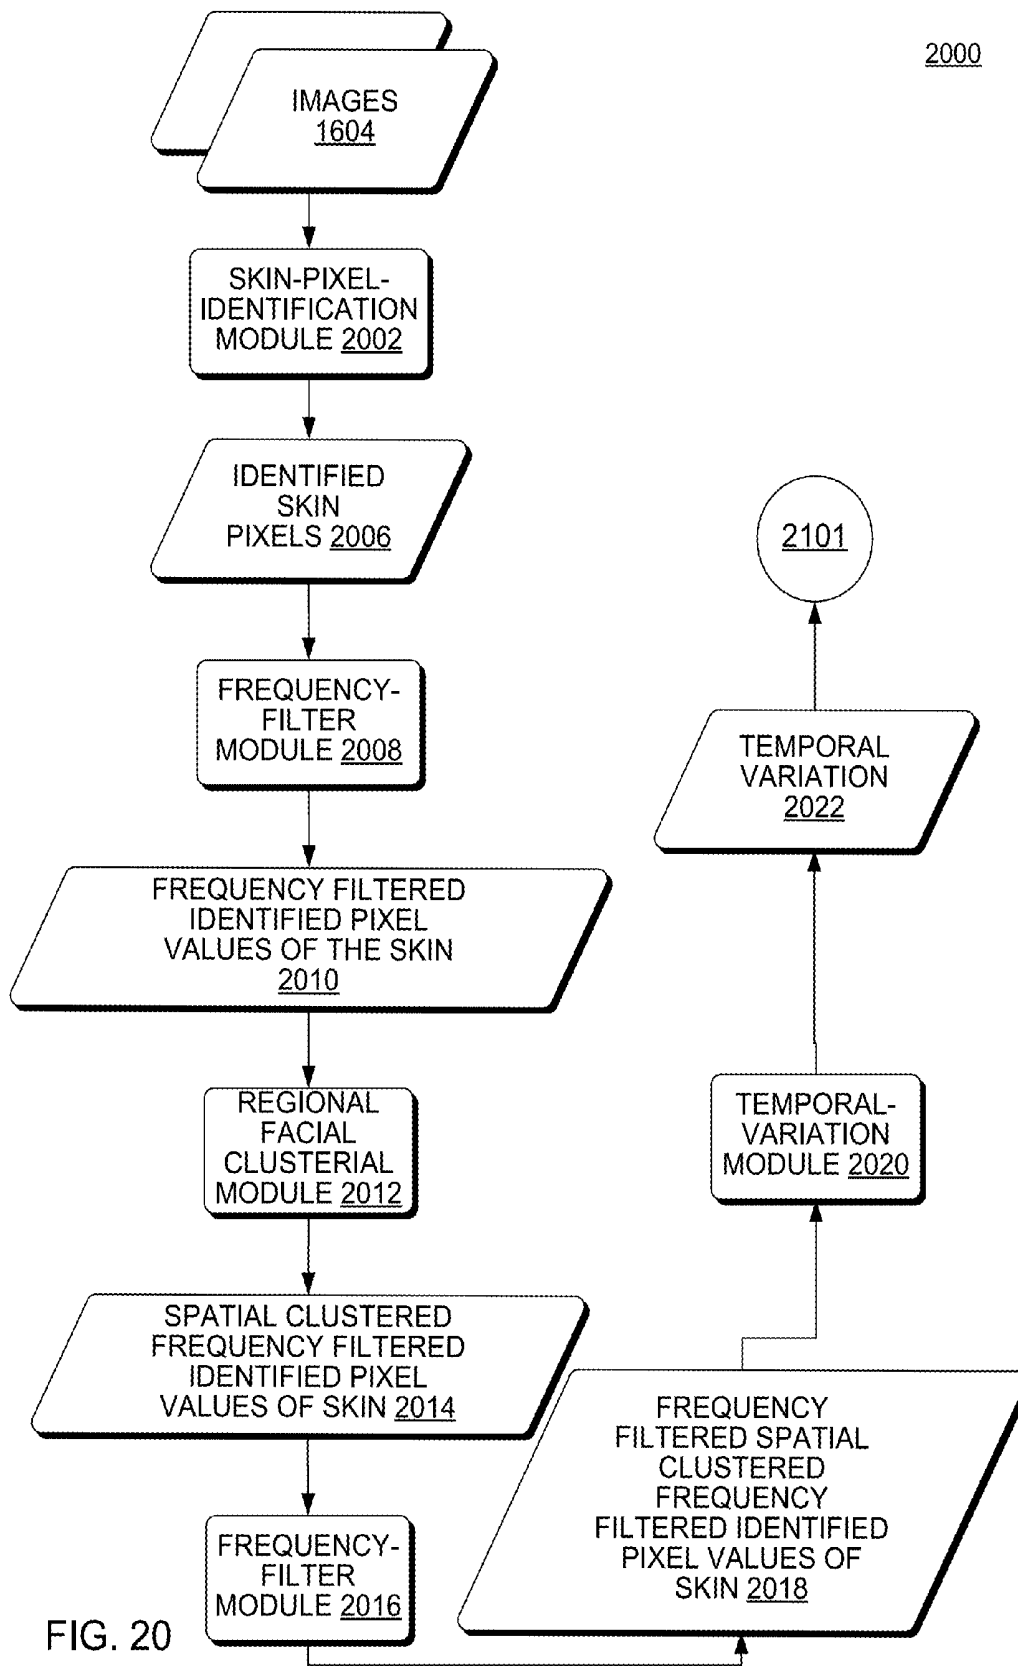 2000
IMAGES
1604
SKIN-PIXEL-
IDENTIFICATION
MODULE 2002
IDENTIFIED
SKIN
PIXELS 2006
FREQUENCY-
FILTER
MODULE 2008
FREQUENCY FILTERED
IDENTIFIED PIXEL
VALUES OF THE SKIN
2010
REGIONAL
FACIAL
CLUSTERIAL
MODULE 2012
SPATIAL CLUSTERED
FREQUENCY FILTERED
IDENTIFIED PIXEL
VALUES OF SKIN 2014
FREQUENCY-
FILTER
MODULE 2016
FREQUENCY
FILTERED SPATIAL
CLUSTERED
FREQUENCY
FILTERED IDENTIFIED
PIXEL VALUES OF
SKIN 2018
TEMPORAL-
VARIATION
MODULE 2020
TEMPORAL
VARIATION
2022
2101
FIG. 20